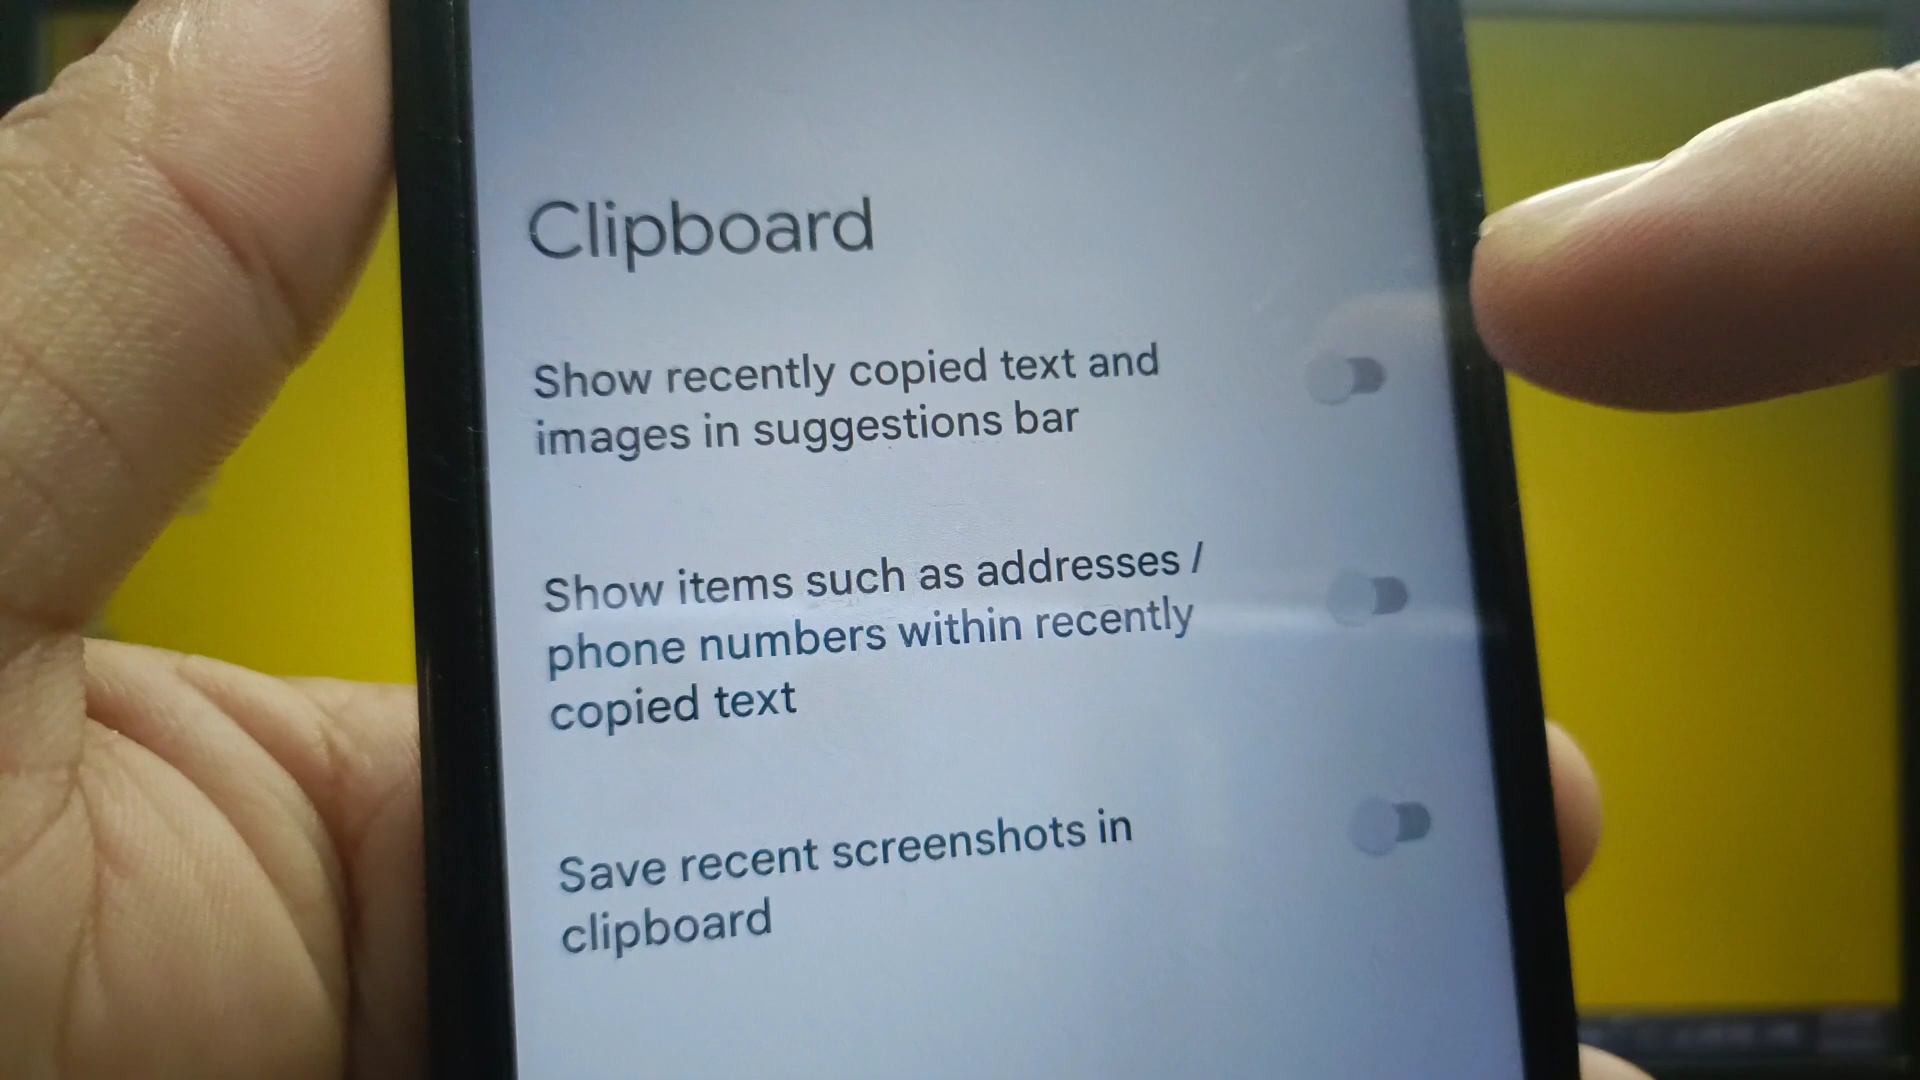 Clipboard
Show recently copied text and
images in suggestions bar
Show items such as addresses /
phone numbers within recently
copied text
Save recent screenshots in
clipboard